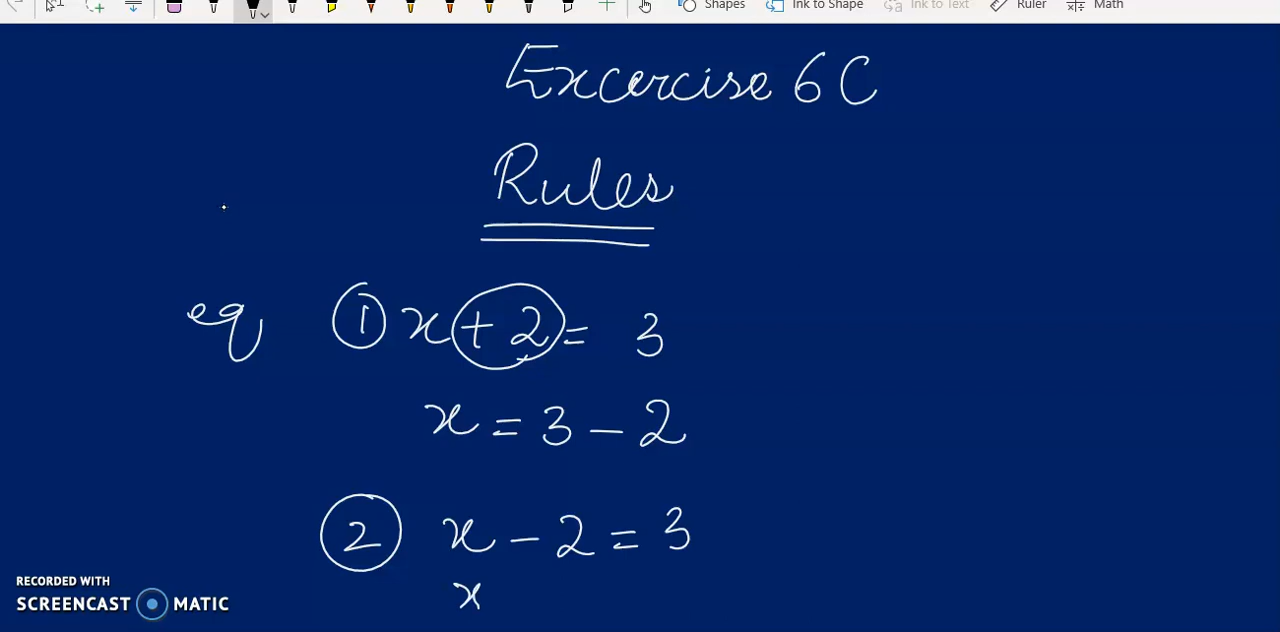 Shapes Ink to Shape Ink to Text Ruler Math
Excercise 6C
Rules
eq ① x + 2 = 3
x = 3 - 2
② x - 2 = 3
x
RECORDED WITH
SCREENCAST MATIC